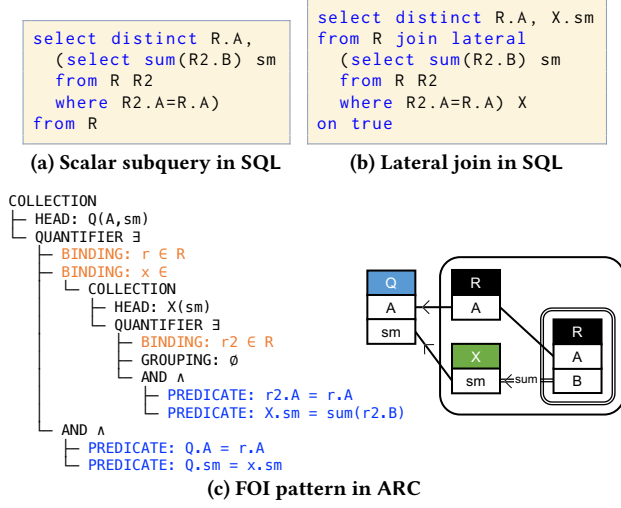 select distinct R.A,
(select sum(R2.B) sm
from R R2
where R2.A=R.A)
from R
(a) Scalar subquery in SQL
select distinct R.A, X.sm
from R join lateral
(select sum(R2.B) sm
from R R2
where R2.A=R.A) X
on true
(b) Lateral join in SQL
COLLECTION
├─ HEAD: Q(A,sm)
└─ QUANTIFIER ∃
├─ BINDING: r ∈ R
├─ BINDING: x ∈
│ └─ COLLECTION
│ ├─ HEAD: X(sm)
│ └─ QUANTIFIER ∃
│ ├─ BINDING: r2 ∈ R
│ ├─ GROUPING: ∅
│ └─ AND ∧
│ ├─ PREDICATE: r2.A = r.A
│ └─ PREDICATE: X.sm = sum(r2.B)
└─ AND ∧
├─ PREDICATE: Q.A = r.A
└─ PREDICATE: Q.sm = x.sm
Q
A
sm
R
A
X
sm
sum
R
A
B
(c) FOI pattern in ARC